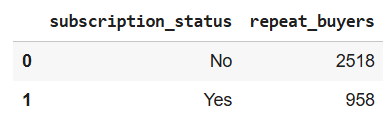 subscription_status repeat_buyers
0 No 2518
1 Yes 958